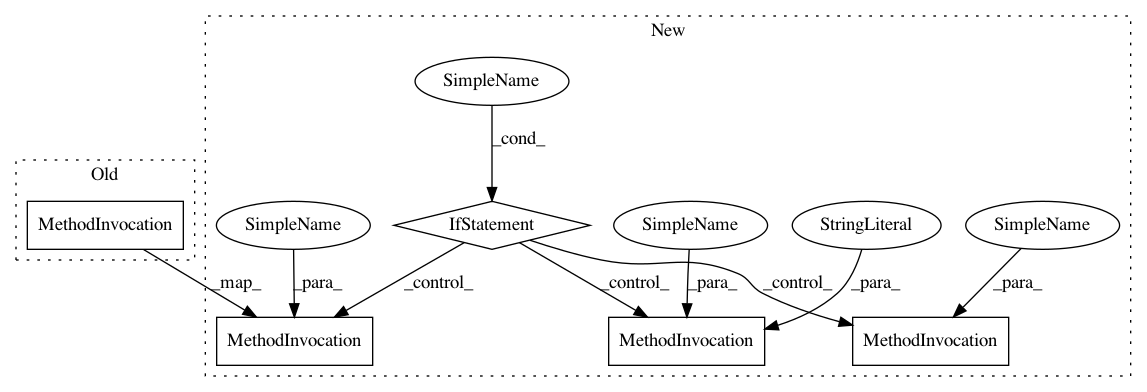 New
SimpleName
_cond_
Old
MethodInvocation
SimpleName
IfStatement
SimpleName
StringLiteral
SimpleName
_map_
_para_
_control_
_control_
_para_
_control_
_para_
_para_
MethodInvocation
MethodInvocation
MethodInvocation